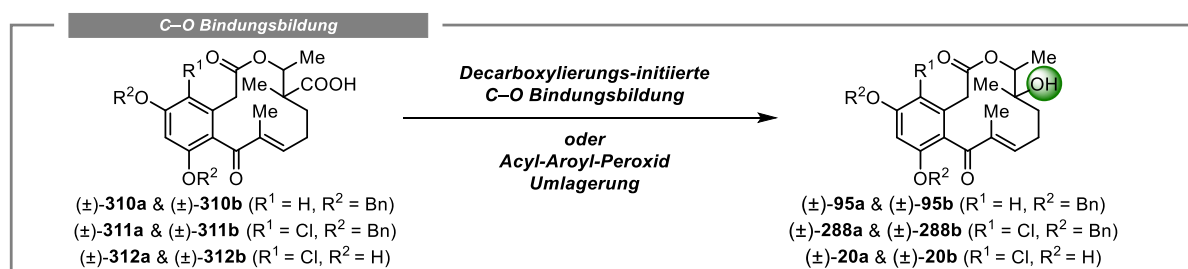 C–O Bindungsbildung
R1
O
O
Me
Me
COOH
R2O
Me
OR2
O
Decarboxylierungs-initiierte
C–O Bindungsbildung
oder
Acyl-Aroyl-Peroxid
Umlagerung
R1
O
O
Me
Me
OH
R2O
Me
OR2
O
(±)-310a & (±)-310b (R1 = H, R2 = Bn)
(±)-311a & (±)-311b (R1 = Cl, R2 = Bn)
(±)-312a & (±)-312b (R1 = Cl, R2 = H)
(±)-95a & (±)-95b (R1 = H, R2 = Bn)
(±)-288a & (±)-288b (R1 = Cl, R2 = Bn)
(±)-20a & (±)-20b (R1 = Cl, R2 = H)